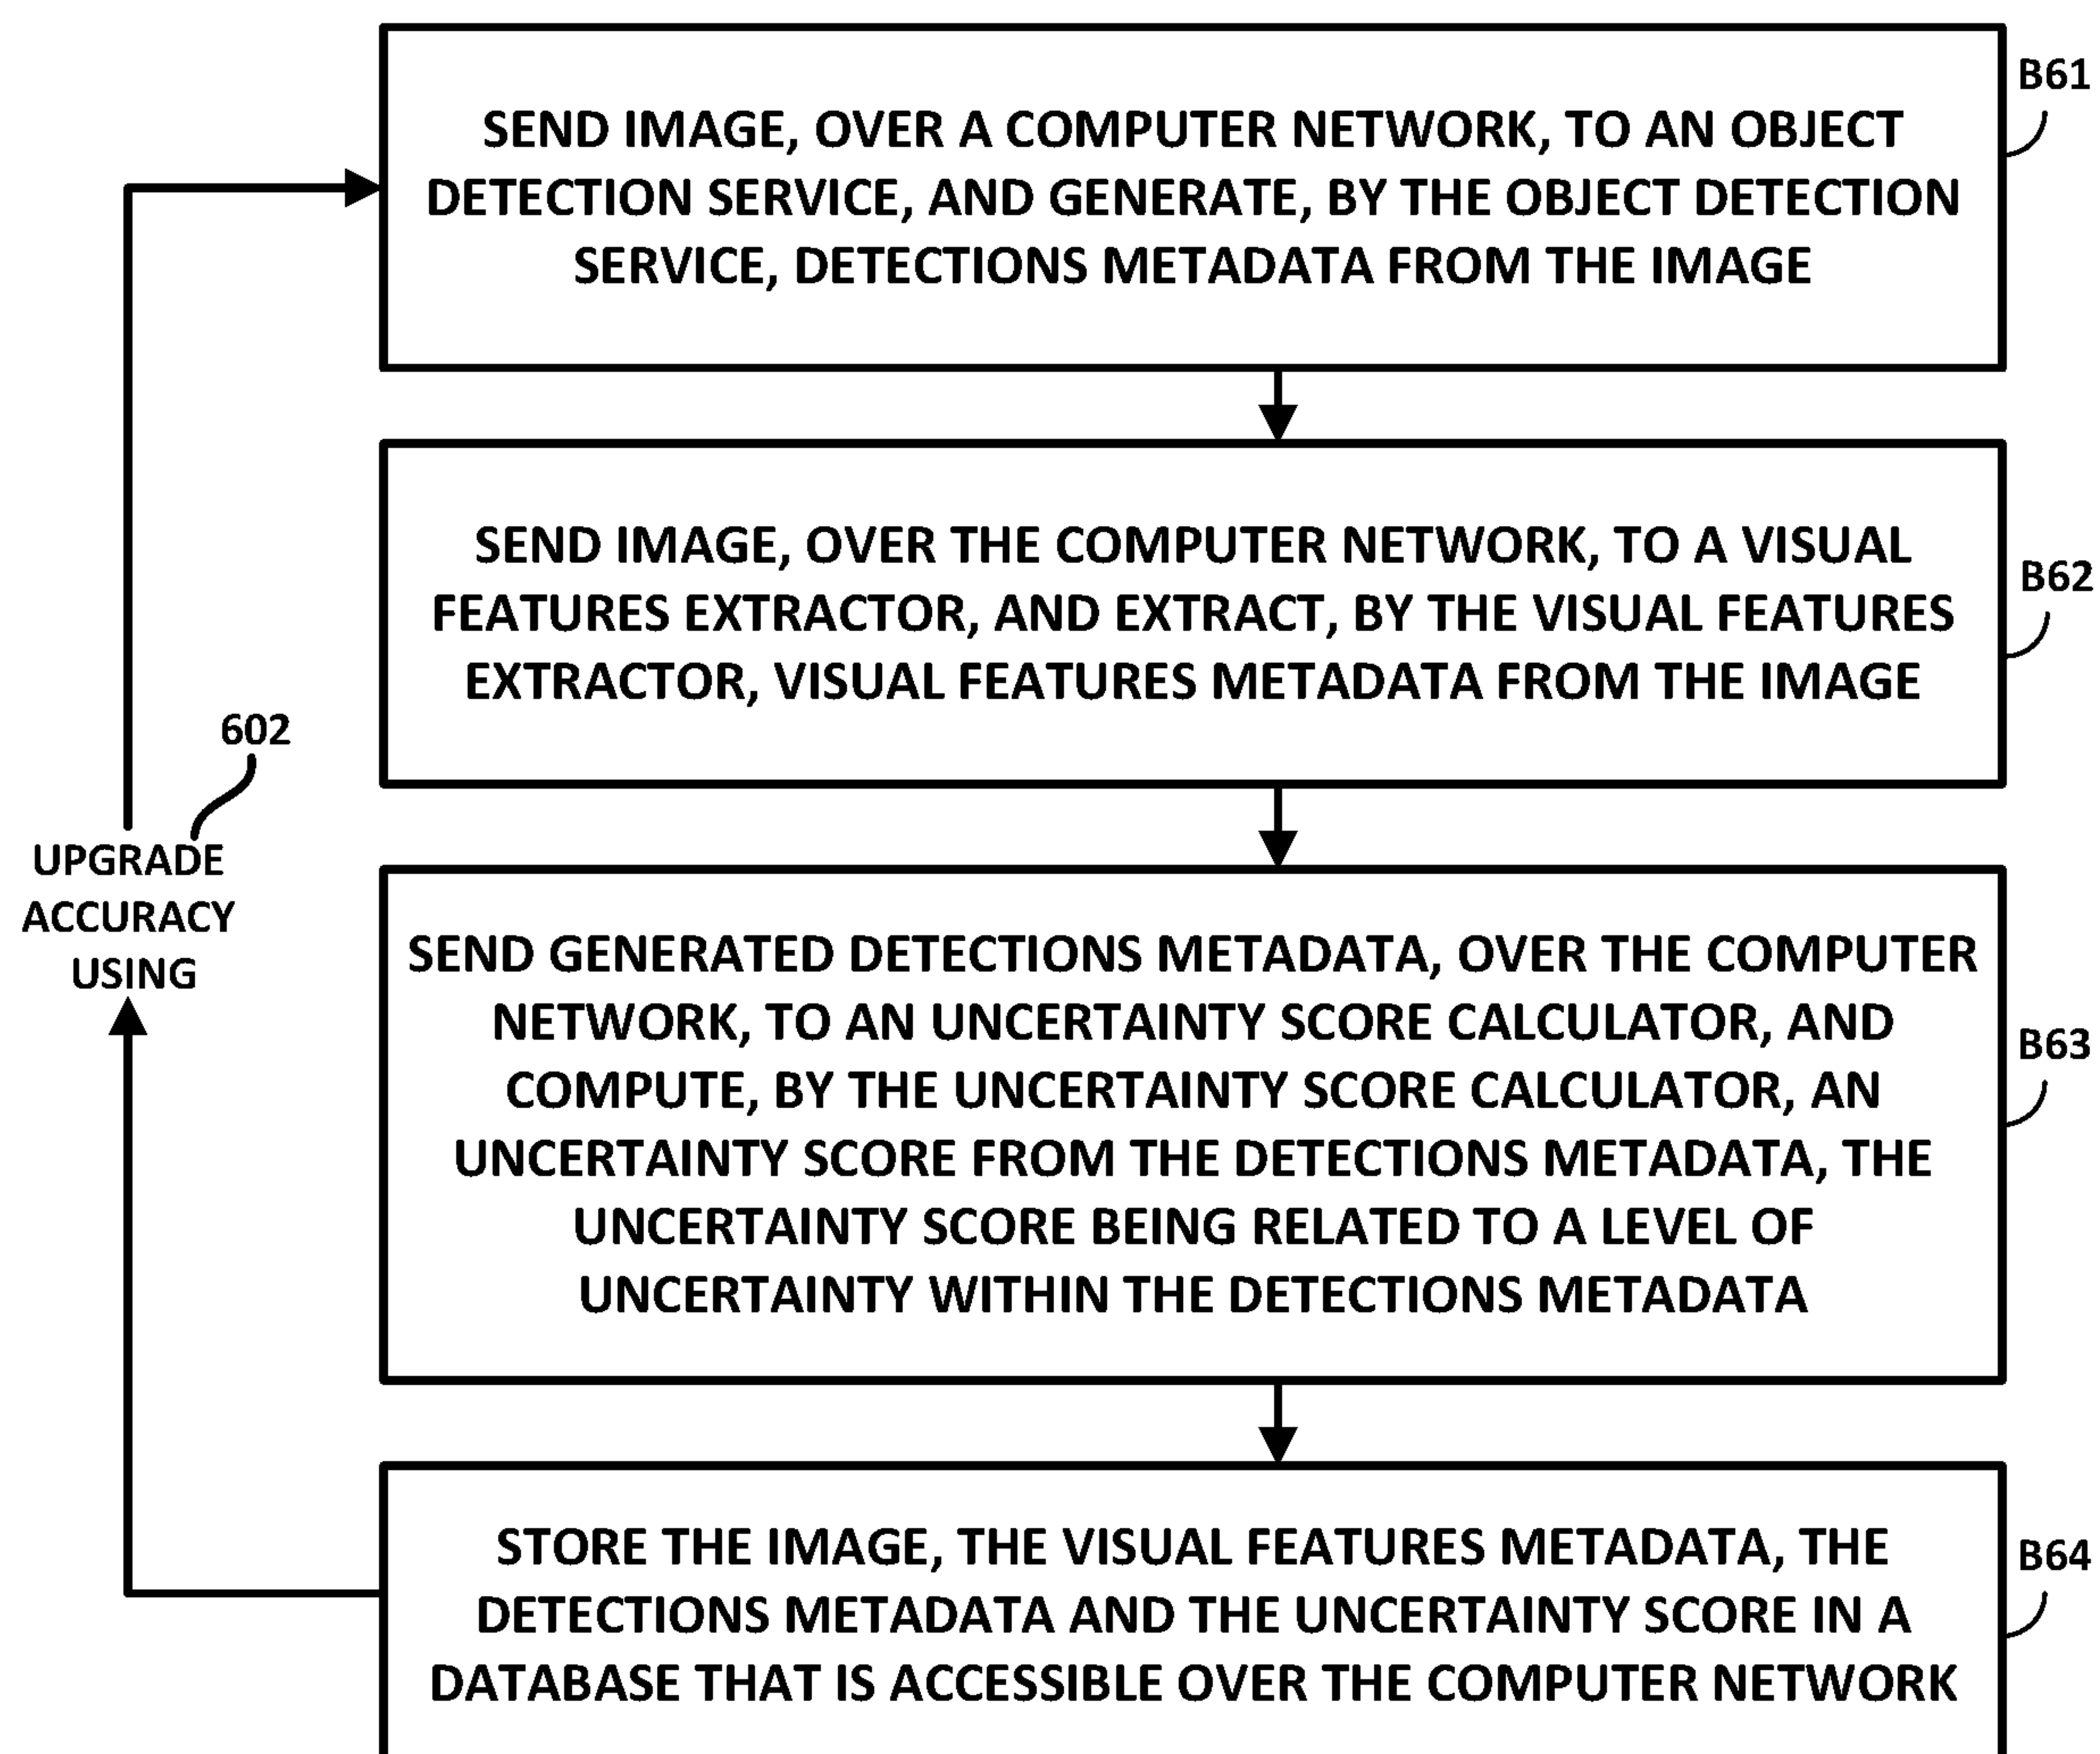 SEND IMAGE, OVER A COMPUTER NETWORK, TO AN OBJECT
DETECTION SERVICE, AND GENERATE, BY THE OBJECT DETECTION
SERVICE, DETECTIONS METADATA FROM THE IMAGE
B61
SEND IMAGE, OVER THE COMPUTER NETWORK, TO A VISUAL
FEATURES EXTRACTOR, AND EXTRACT, BY THE VISUAL FEATURES
EXTRACTOR, VISUAL FEATURES METADATA FROM THE IMAGE
B62
602
UPGRADE
ACCURACY
USING
SEND GENERATED DETECTIONS METADATA, OVER THE COMPUTER
NETWORK, TO AN UNCERTAINTY SCORE CALCULATOR, AND
COMPUTE, BY THE UNCERTAINTY SCORE CALCULATOR, AN
UNCERTAINTY SCORE FROM THE DETECTIONS METADATA, THE
UNCERTAINTY SCORE BEING RELATED TO A LEVEL OF
UNCERTAINTY WITHIN THE DETECTIONS METADATA
B63
STORE THE IMAGE, THE VISUAL FEATURES METADATA, THE
DETECTIONS METADATA AND THE UNCERTAINTY SCORE IN A
DATABASE THAT IS ACCESSIBLE OVER THE COMPUTER NETWORK
B64